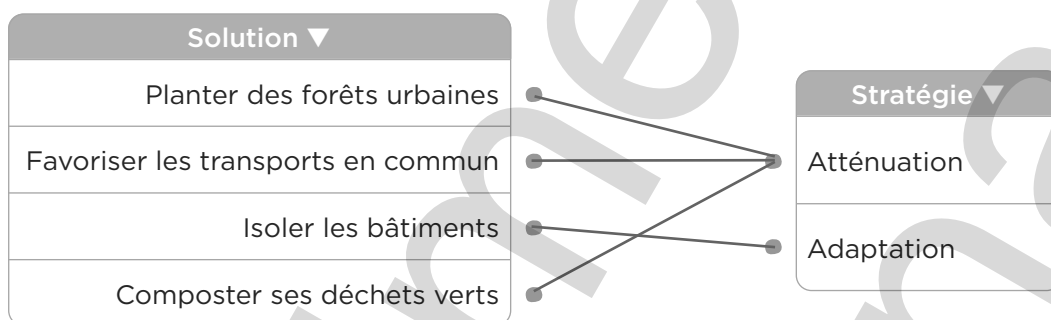 Solution ▼
Planter des forêts urbaines
Favoriser les transports en commun
Isoler les bâtiments
Composter ses déchets verts
Stratégie ▼
Atténuation
Adaptation